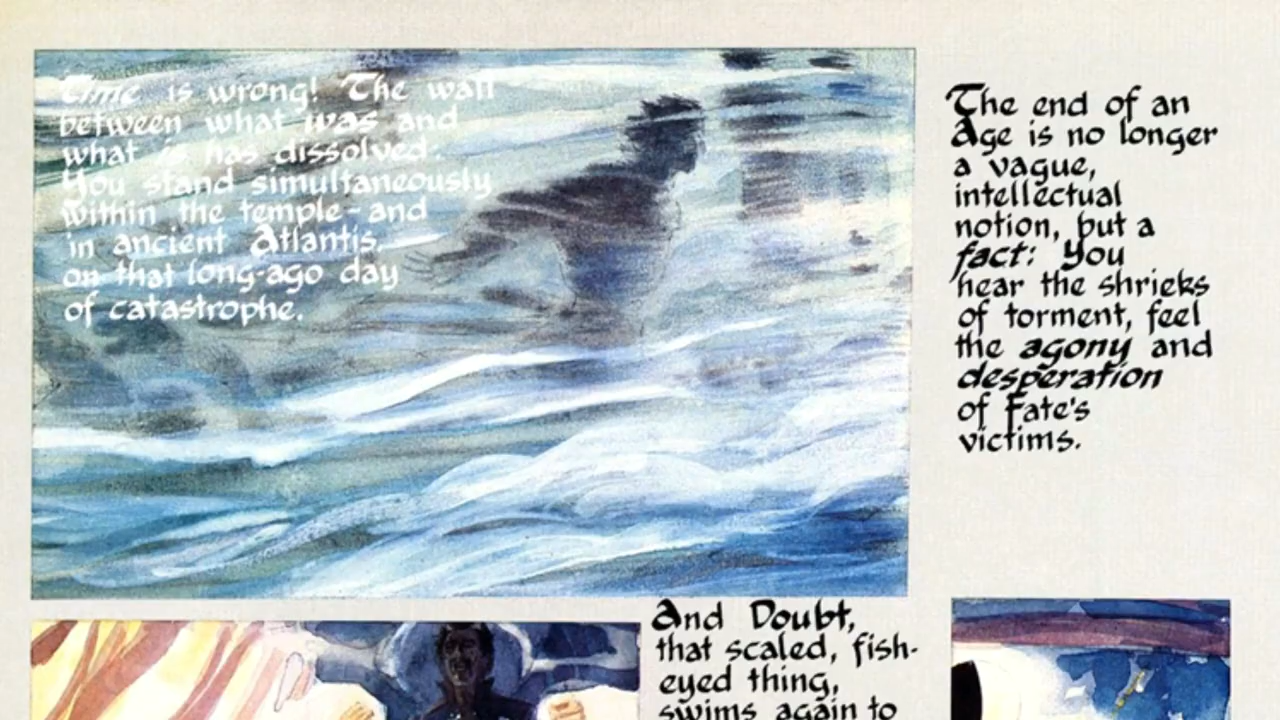 Time is wrong! The wall
between what was and
what is has dissolved.
You stand simultaneously
within the temple - and
in ancient Atlantis,
on that long-ago day
of catastrophe.
The end of an
Age is no longer
a vague,
intellectual
notion, but a
fact: You
hear the shrieks
of torment, feel
the agony and
desperation
of Fate's
victims.
And Doubt,
that scaled, fish-
eyed thing,
swims again to